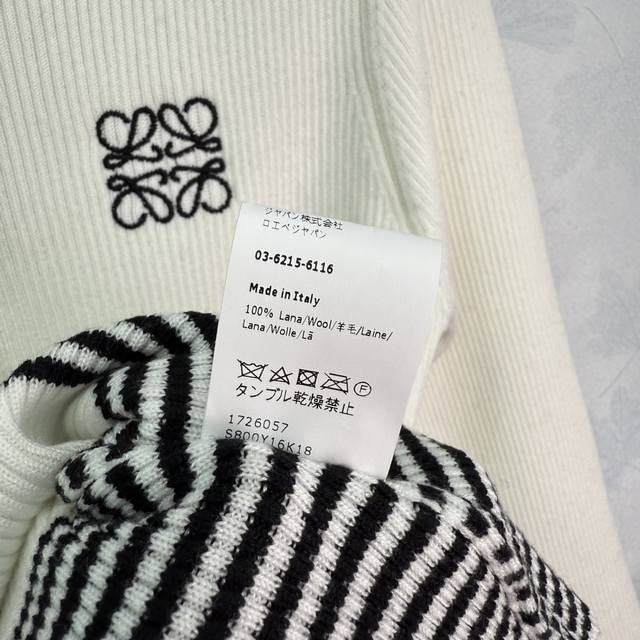 ジャパン株式会社
ロエベジャパン
03-6215-6116
Made in Italy
100% Lana/Wool/羊毛/Laine/
Lana/Wolle/Lã
F
タンブル乾燥禁止
1726057
S800Y16K18